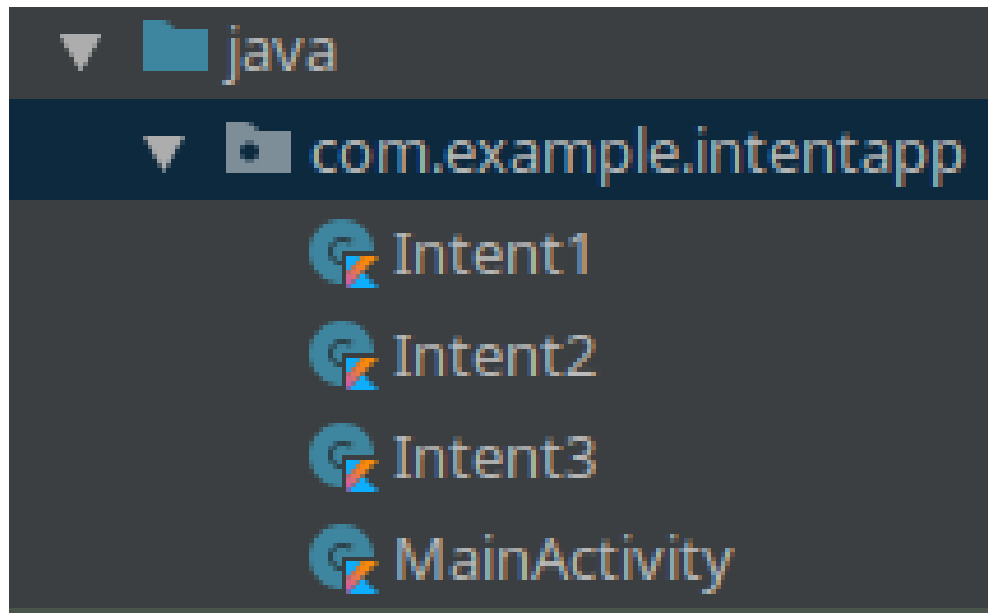 java
com.example.intentapp
Intent1
Intent2
Intent3
MainActivity